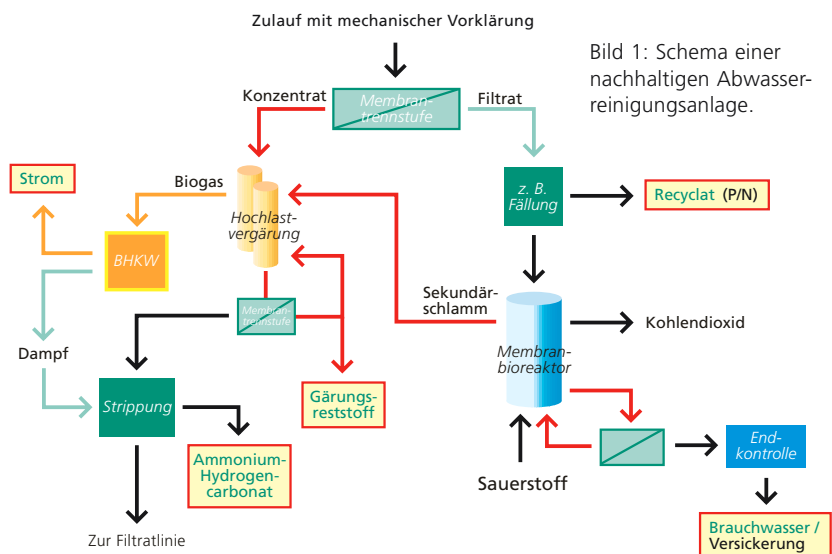 Zulauf mit mechanischer Vorklärung
Bild 1: Schema einer
nachhaltigen Abwasser-
reinigungsanlage.
Konzentrat
Membran-
trennstufe
Filtrat
Strom
Biogas
Hochlast-
vergärung
z. B.
Fällung
Recyclat (P/N)
BHKW
Membran-
trennstufe
Sekundär-
schlamm
Kohlendioxid
Membran-
bioreaktor
Dampf
Strippung
Gärungs-
reststoff
Ammonium-
Hydrogen-
carbonat
Sauerstoff
End-
kontrolle
Zur Filtratlinie
Brauchwasser /
Versickerung